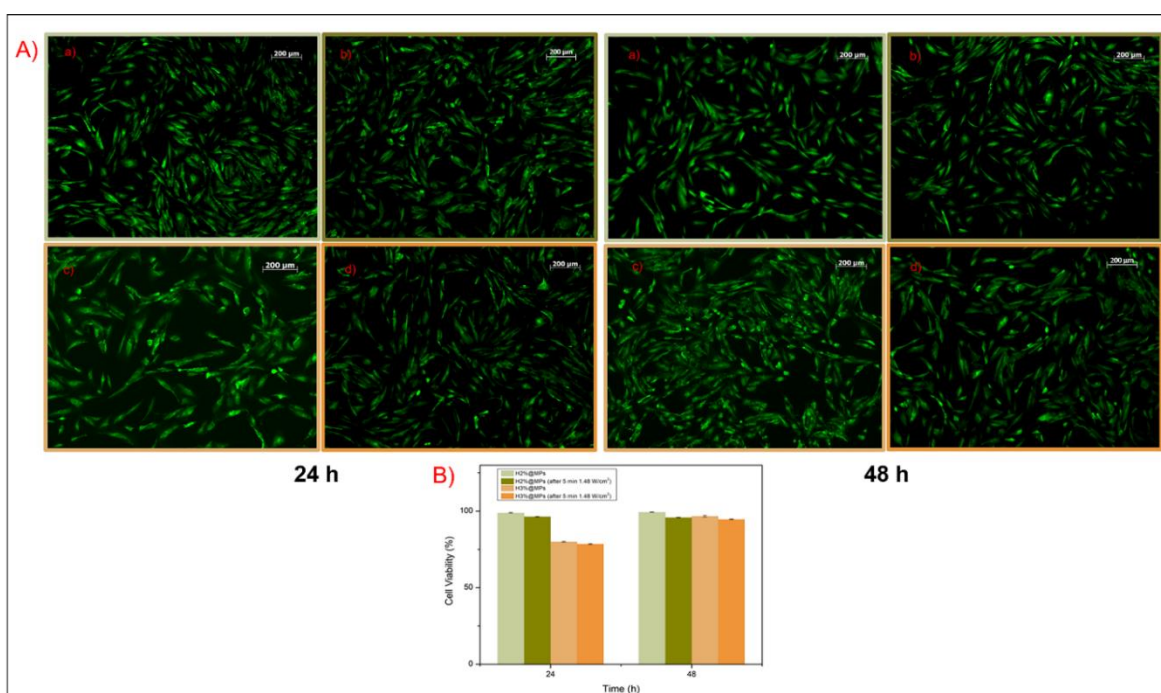 A)
a)
200 µm
b)
200 µm
a)
200 µm
b)
200 µm
c)
200 µm
d)
200 µm
c)
200 µm
d)
200 µm
24 h
48 h
B)
H2%@MPs
H2%@MPs (after 5 min 1.48 W/cm²)
H3%@MPs
H3%@MPs (after 5 min 1.48 W/cm²)
100
50
0
Cell Viability (%)
24
48
Time (h)